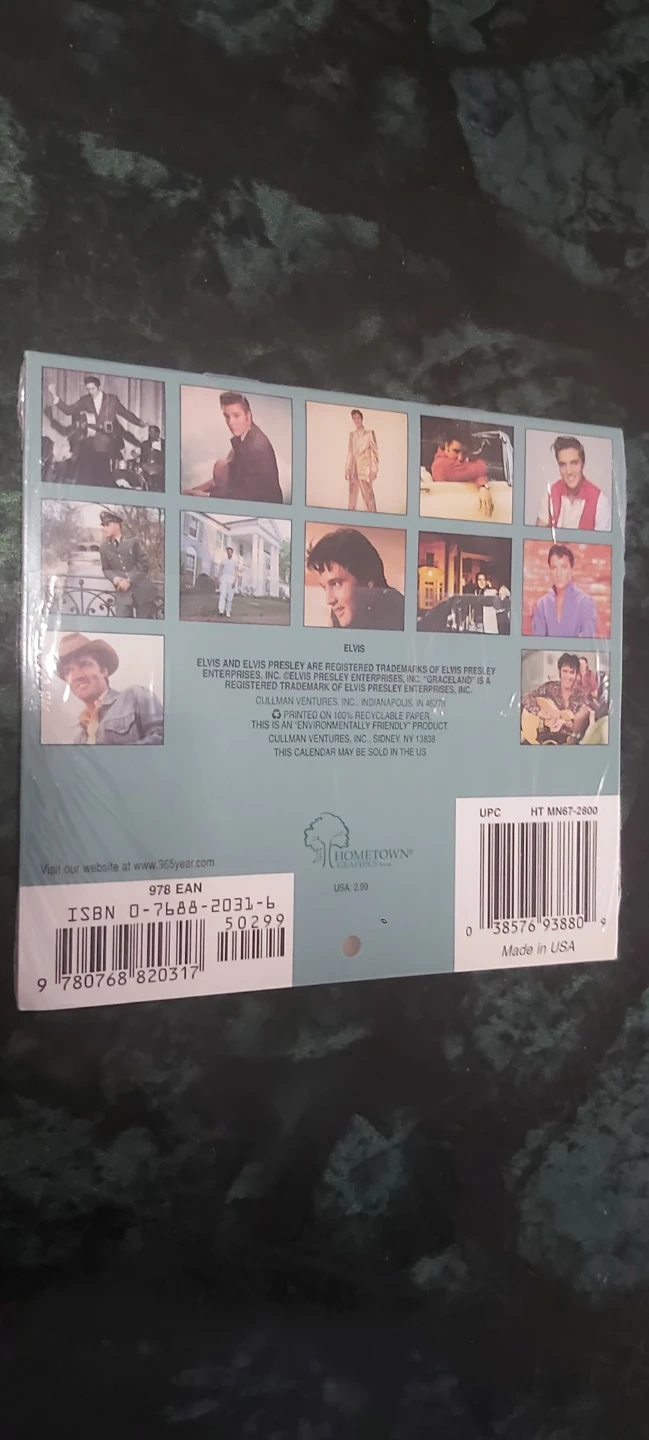 ELVIS
ELVIS AND ELVIS PRESLEY ARE REGISTERED TRADEMARKS OF ELVIS PRESLEY
ENTERPRISES, INC. ©ELVIS PRESLEY ENTERPRISES, INC. "GRACELAND" IS A
REGISTERED TRADEMARK OF ELVIS PRESLEY ENTERPRISES, INC.
CULLMAN VENTURES, INC., INDIANAPOLIS, IN
PRINTED ON 100% RECYCLABLE PAPER.
THIS IS AN "ENVIRONMENTALLY FRIENDLY" PRODUCT
CULLMAN VENTURES, INC., SIDNEY, NY 13838
THIS CALENDAR MAY BE SOLD IN THE US.
Visit our website at www.365year.com
HOMETOWN®
GRAPHICS
USA: 2.99
978 EAN
ISBN 0-7688-2031-6
50299
9 780768 820317
UPC HT MN67-2800
0 38576 93880 9
Made in USA